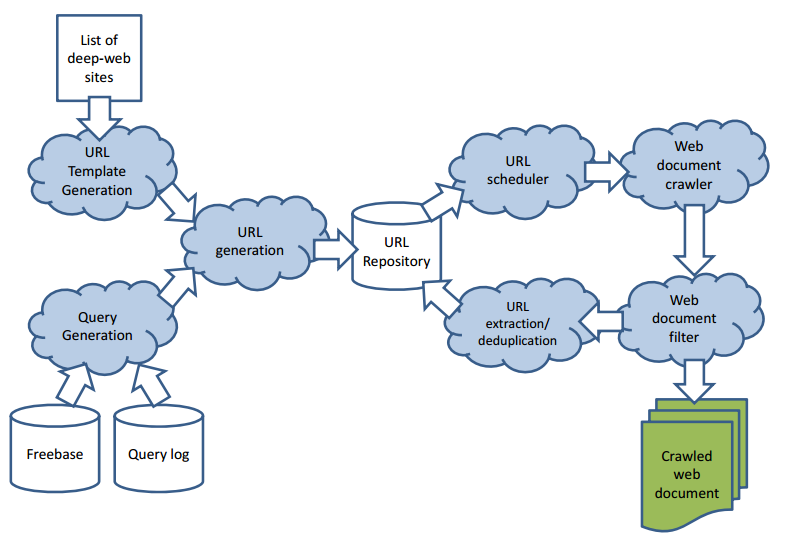 List of
deep-web
sites
URL
Template
Generation
URL
generation
Query
Generation
Freebase
Query log
URL
Repository
URL
scheduler
Web
document
crawler
URL
extraction/
deduplication
Web
document
filter
Crawled
web
document